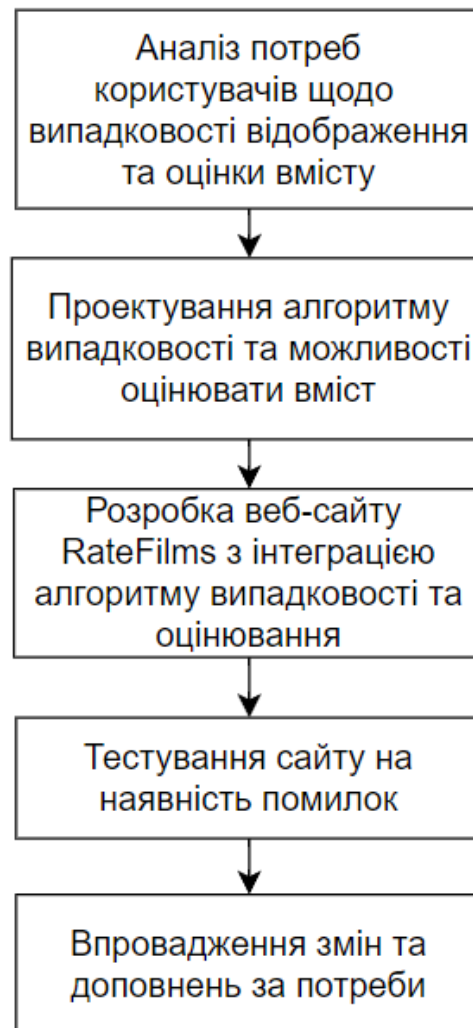 Аналіз потреб
користувачів щодо
випадковості відображення
та оцінки вмісту
Проектування алгоритму
випадковості та можливості
оцінювати вміст
Розробка веб-сайту
RateFilms з інтеграцією
алгоритму випадковості та
оцінювання
Тестування сайту на
наявність помилок
Впровадження змін та
доповнень за потреби